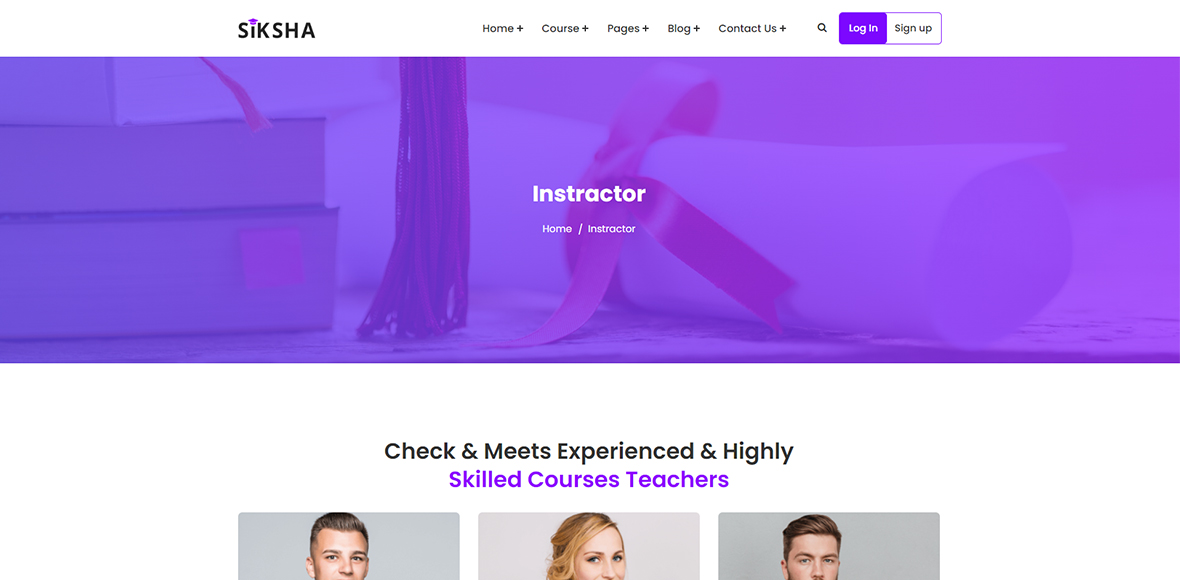 SiKSHA
Home + Course + Pages + Blog + Contact Us + Log In Sign up
Instractor
Home / Instractor
Check & Meets Experienced & Highly
Skilled Courses Teachers